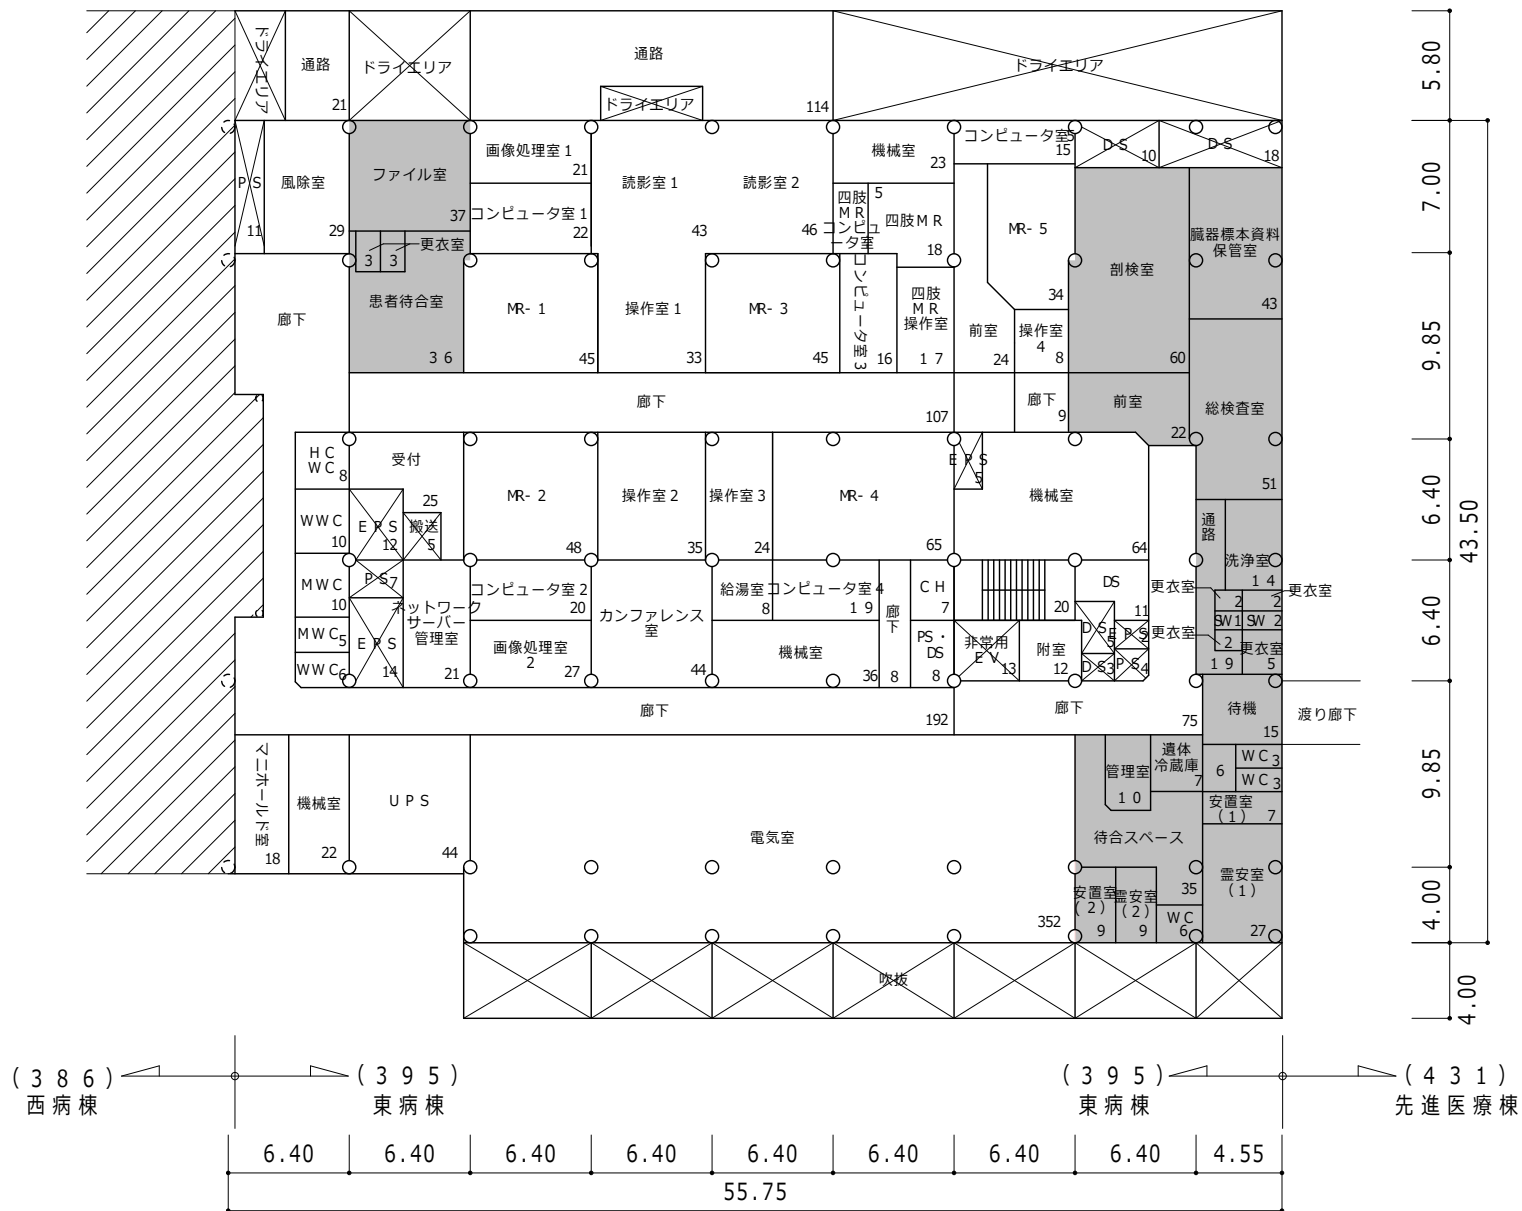 ドライエリア
通路
21
ドライエリア
通路
ドライエリア
114
ドライエリア
5.80
PS
11
風除室
29
ファイル室
37
画像処理室1
21
コンピュータ室1
22
読影室1
43
読影室2
46
機械室
23
四肢
MR
コンピュ
ータ室
5
四肢MR
18
コンピュータ室5
15
MR-5
34
DS
10
DS
18
臓器標本資料
保管室
43
7.00
3
3
更衣室
患者待合室
36
廊下
MR-1
45
操作室1
33
MR-3
45
コンピュータ室3
16
四肢
MR
操作室
17
前室
24
操作室
4
8
剖検室
60
9.85
廊下
107
廊下
9
前室
22
総検査室
51
HC
WC
8
受付
25
MR-2
48
操作室2
35
操作室3
24
MR-4
65
EPS
5
機械室
64
6.40
43.50
WWC
10
EPS
12
搬送
5
通路
洗浄室
14
MWC
10
PS
7
ネットワーク
サーバー
管理室
21
コンピュータ室2
20
カンファレンス
室
44
給湯室
8
コンピュータ室4
19
廊下
8
CH
7
20
DS
11
更衣室
2
2
更衣室
SW1
SW2
更衣室
2
19
更衣室
5
6.40
MWC
5
WWC
6
EPS
14
画像処理室
2
27
機械室
36
PS・
DS
8
非常用
EV
13
附室
12
DS
5
EPS
2
DS
3
PS
4
廊下
192
廊下
75
待機
15
渡り廊下
マニホールド室
18
機械室
22
UPS
44
電気室
352
管理室
10
遺体
冷蔵庫
7
6
WC
3
WC
3
安置室
(1)
7
9.85
待合スペース
35
霊安室
(1)
27
安置室
(2)
9
霊安室
(2)
9
WC
6
4.00
吹抜
4.00
(386)
西病棟
(395)
東病棟
(395)
東病棟
(431)
先進医療棟
6.40
6.40
6.40
6.40
6.40
6.40
6.40
6.40
4.55
55.75